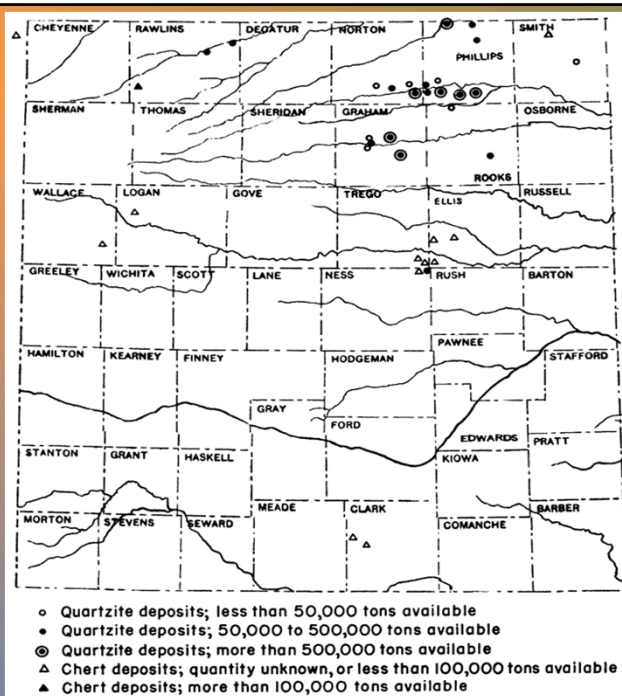 CHEYENNE RAWLINS DECATUR NORTON SMITH
PHILLIPS
SHERMAN THOMAS SHERIDAN GRAHAM OSBORNE
ROOKS
WALLACE LOGAN GOVE TREGO ELLIS RUSSELL
GREELEY WICHITA SCOTT LANE NESS RUSH BARTON
PAWNEE
HAMILTON KEARNEY FINNEY HODGEMAN STAFFORD
GRAY
FORD EDWARDS PRATT
STANTON GRANT HASKELL KIOWA
MEADE CLARK BARBER
MORTON STEVENS SEWARD COMANCHE
Quartzite deposits; less than 50,000 tons available
Quartzite deposits; 50,000 to 500,000 tons available
Quartzite deposits; more than 500,000 tons available
Chert deposits; quantity unknown, or less than 100,000 tons available
Chert deposits; more than 100,000 tons available